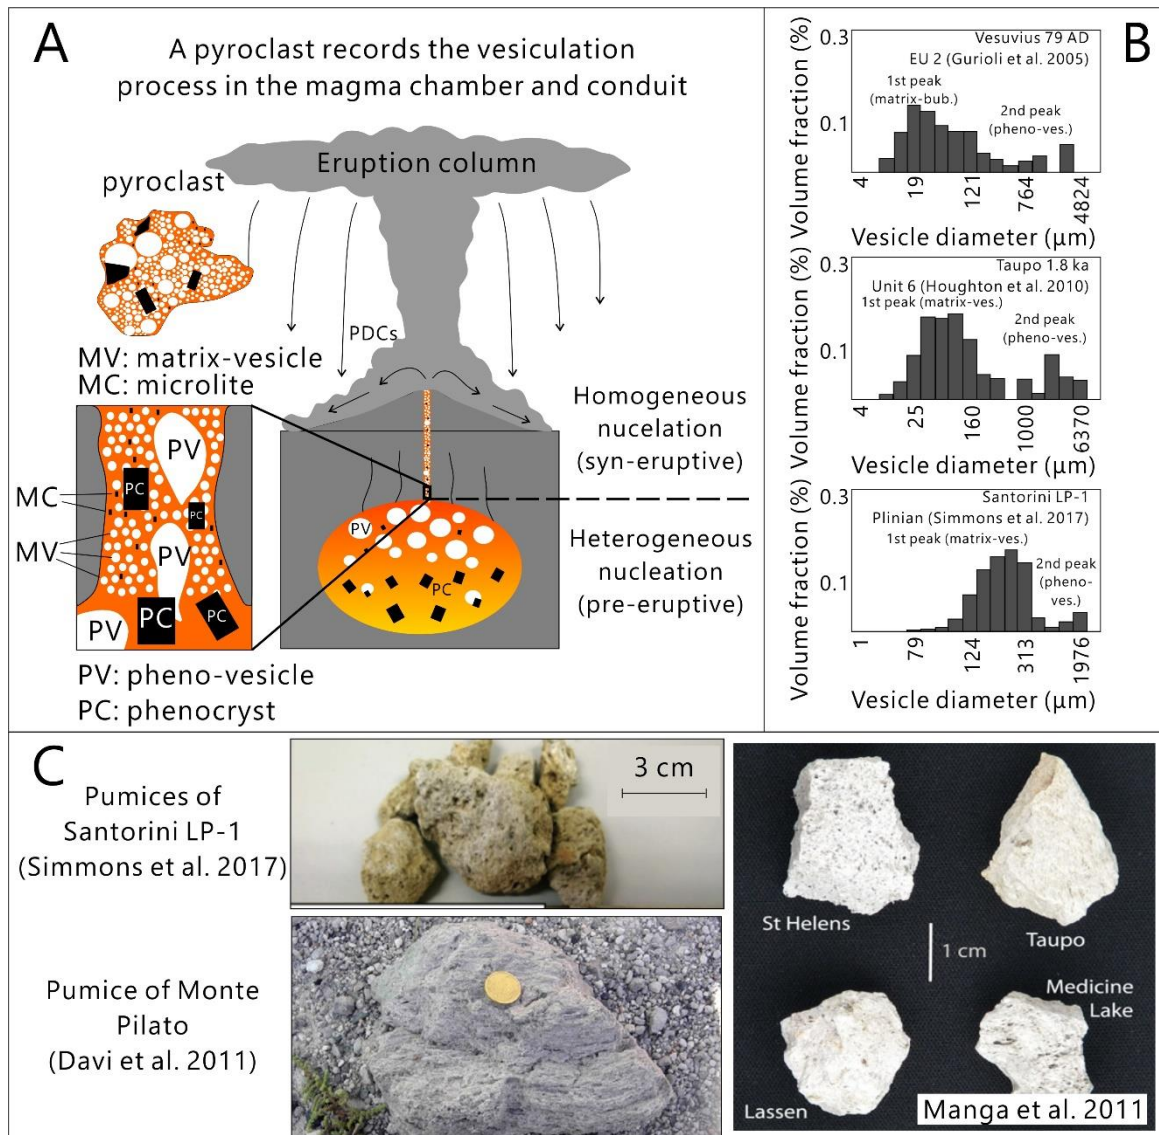 A
A pyroclast records the vesiculation
process in the magma chamber and conduit
Eruption column
pyroclast
PDCs
MV: matrix-vesicle
MC: microlite
Homogeneous
nucelation
(syn-eruptive)
Heterogeneous
nucleation
(pre-eruptive)
PV
PC
MC
MV
PV
PC
PC
PV
PV
PC
PC
PV: pheno-vesicle
PC: phenocryst
B
Volume fraction (%)
0.3
0.1
Vesuvius 79 AD
EU 2 (Gurioli et al. 2005)
1st peak
(matrix-bub.)
2nd peak
(pheno-ves.)
4
19
121
764
4824
Vesicle diameter (μm)
Volume fraction (%)
0.3
0.1
Taupo 1.8 ka
Unit 6 (Houghton et al. 2010)
1st peak (matrix-ves.)
2nd peak
(pheno-ves.)
4
25
160
1000
6370
Vesicle diameter (μm)
Volume fraction (%)
0.3
0.1
Santorini LP-1
Plinian (Simmons et al. 2017)
1st peak (matrix-ves.)
2nd peak
(pheno-
ves.)
1
79
124
313
1976
Vesicle diameter (μm)
C
Pumices of
Santorini LP-1
(Simmons et al. 2017)
3 cm
Pumice of Monte
Pilato
(Davi et al. 2011)
St Helens
Taupo
1 cm
Medicine
Lake
Lassen
Manga et al. 2011